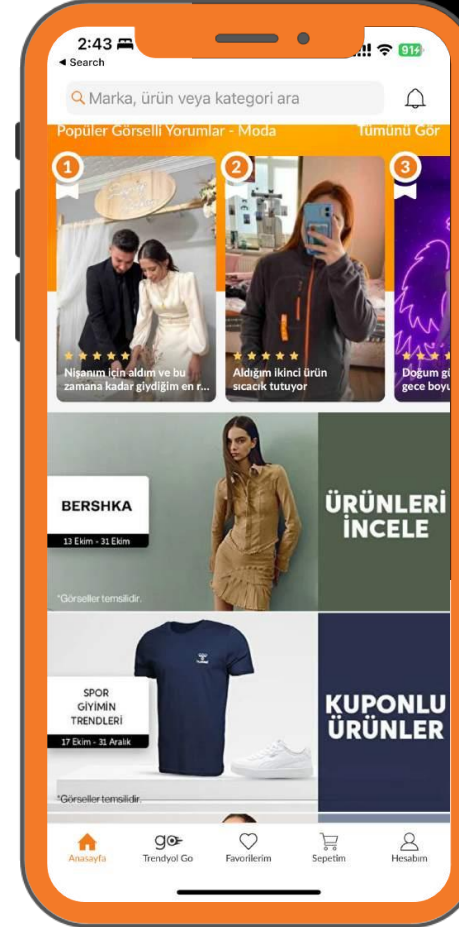 2:43
◄ Search
91
Marka, ürün veya kategori ara
Popüler Görselli Yorumlar - Moda
Tümünü Gör
1
2
3
Nişanım için aldım ve bu
zamana kadar giydiğim en r...
Aldığım ikinci ürün
sıcacık tutuyor
Doğum gü
gece boyu
BERSHKA
13 Ekim - 31 Ekim
ÜRÜNLERİ
İNCELE
*Görseller temsilidir.
SPOR
GİYİMİN
TRENDLERİ
17 Ekim - 31 Aralık
KUPONLU
ÜRÜNLER
*Görseller temsilidir.
Anasayfa
go
Trendyol Go
Favorilerim
Sepetim
Hesabım